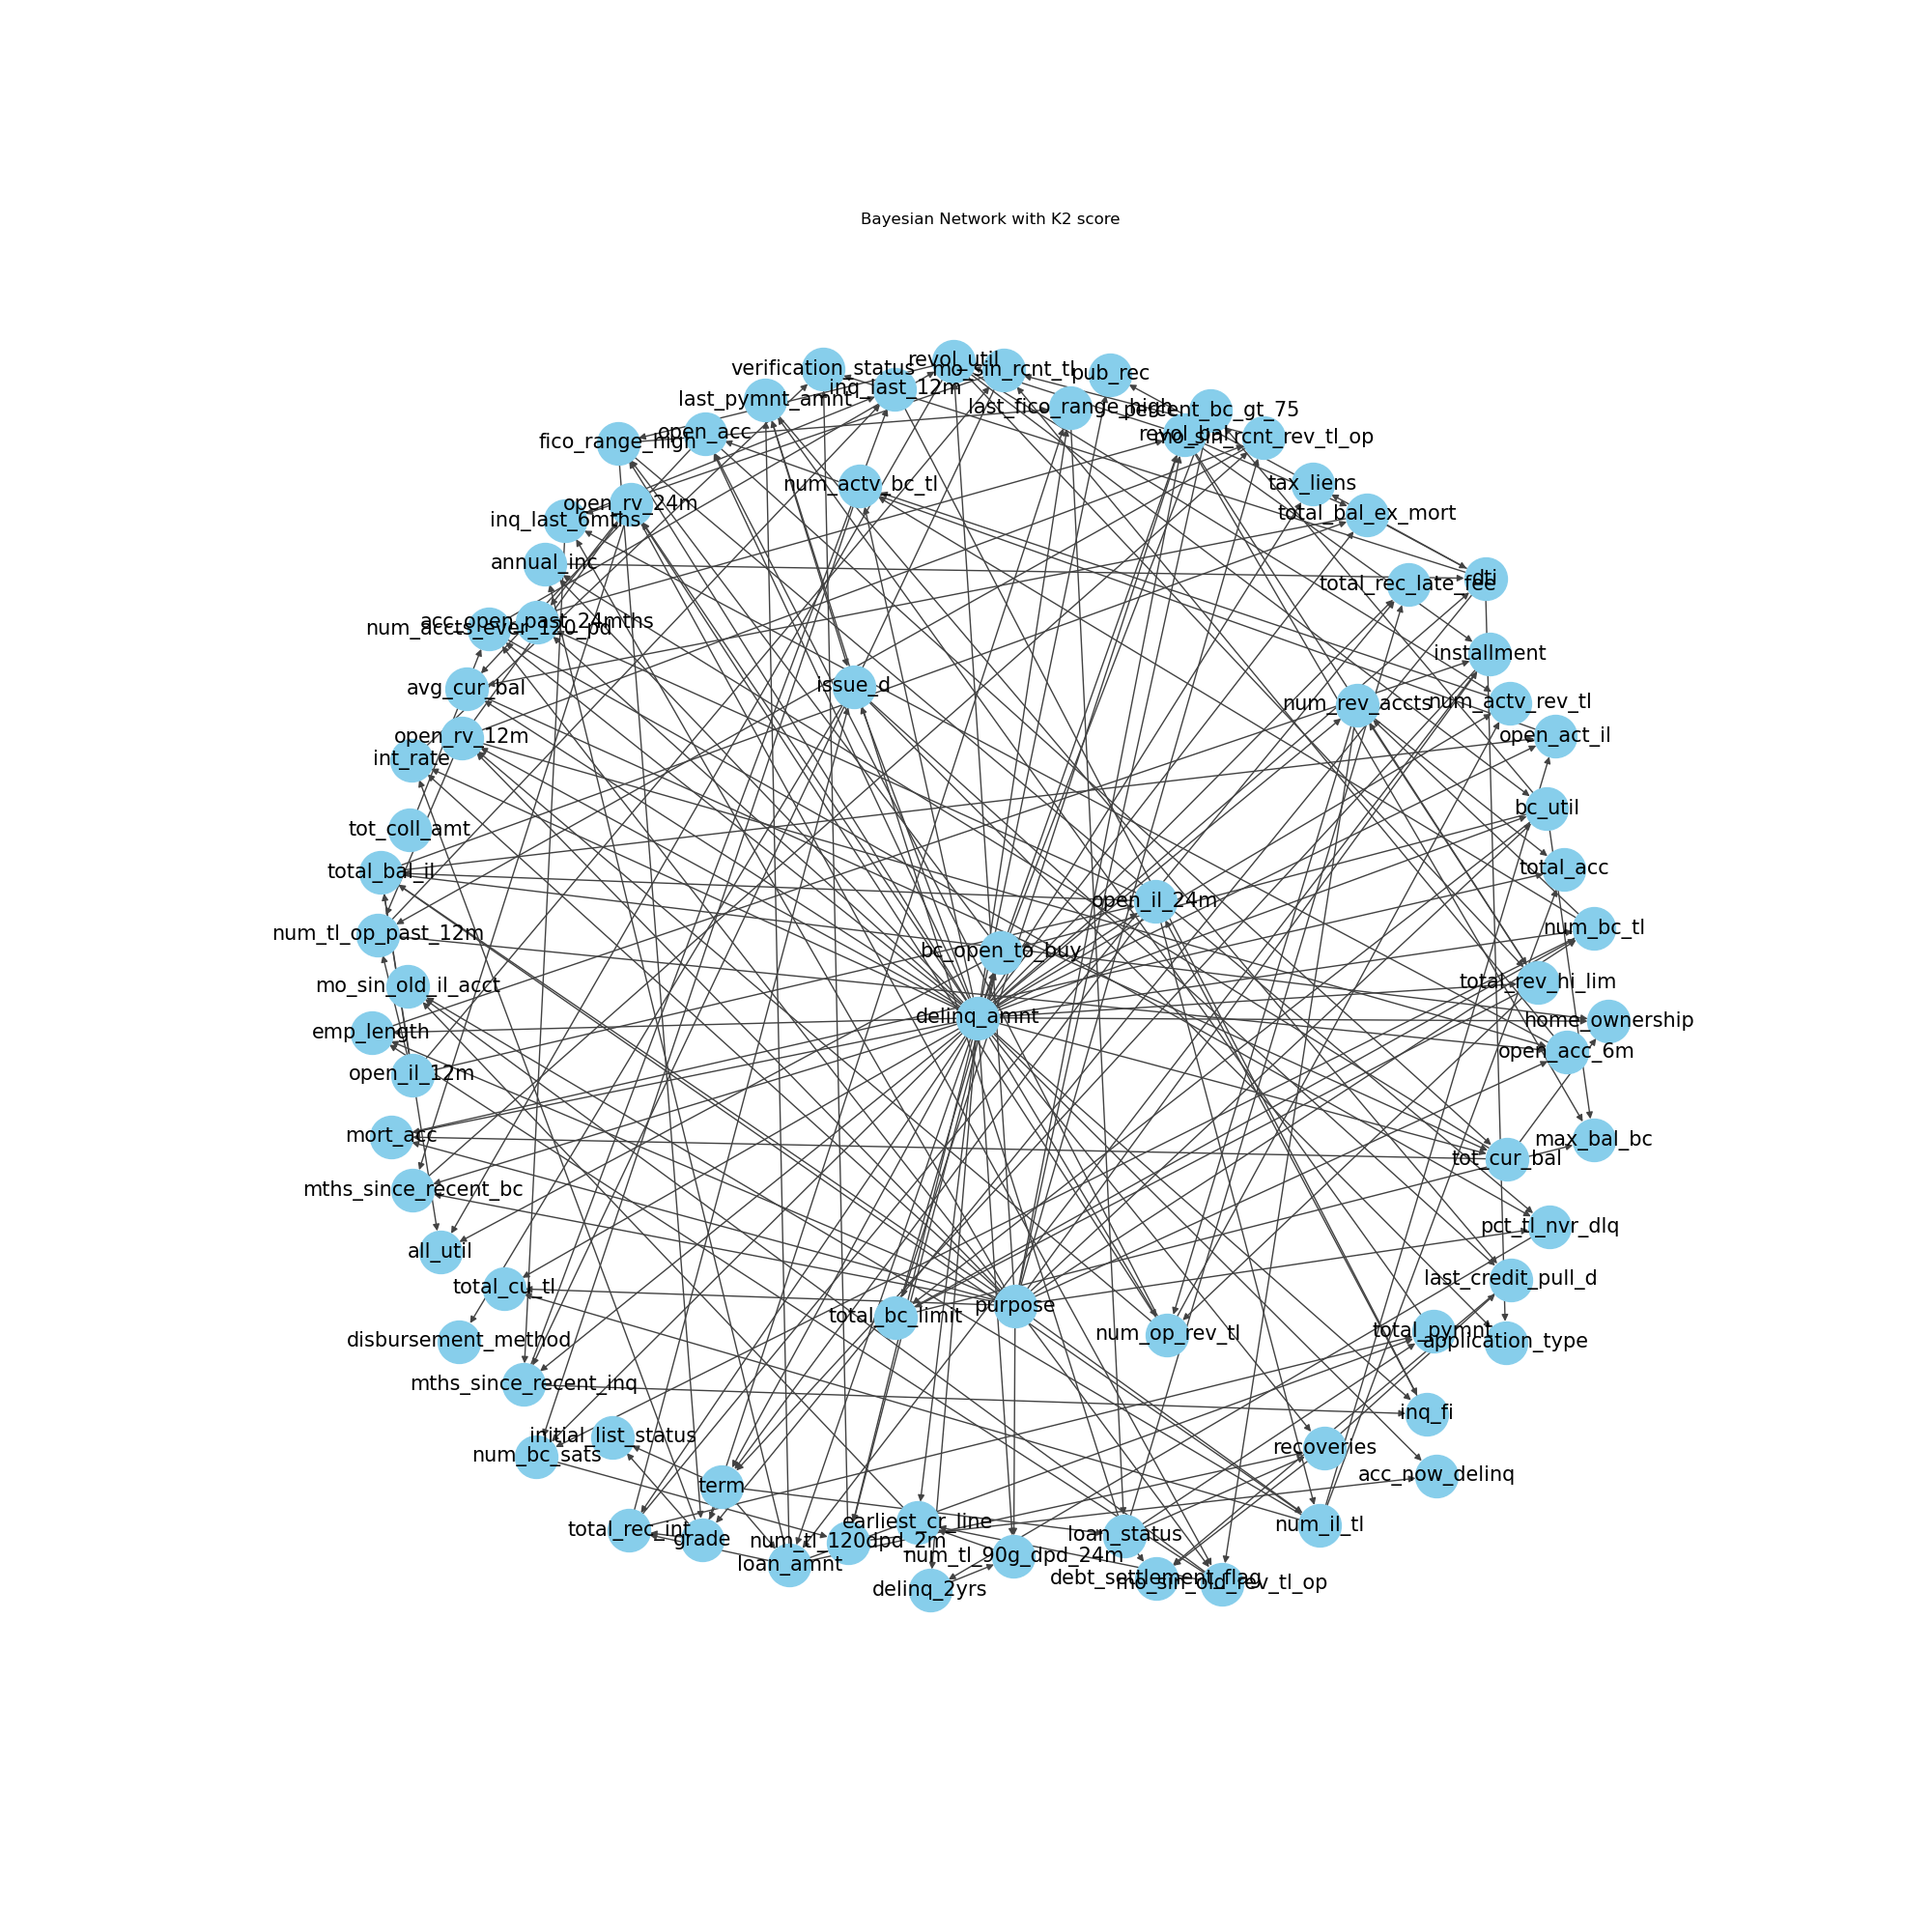 Bayesian Network with K2 score
revol_util
verification_status
mo_sin_rcnt_tl
pub_rec
inq_last_12m
last_pymnt_amnt
last_fico_range_high
percent_bc_gt_75
open_acc
revol_bal
mo_sin_rcnt_rev_tl_op
fico_range_high
num_actv_bc_tl
tax_liens
open_rv_24m
total_bal_ex_mort
inq_last_6mths
annual_inc
dti
total_rec_late_fee
acc_open_past_24mths
num_accts_ever_120_pd
installment
avg_cur_bal
issue_d
num_rev_accts
num_actv_rev_tl
open_rv_12m
open_act_il
int_rate
bc_util
tot_coll_amt
total_acc
total_bal_il
open_il_24m
num_bc_tl
num_tl_op_past_12m
bc_open_to_buy
total_rev_hi_lim
mo_sin_old_il_acct
delinq_amnt
home_ownership
emp_length
open_acc_6m
open_il_12m
mort_acc
max_bal_bc
tot_cur_bal
mths_since_recent_bc
pct_tl_nvr_dlq
all_util
last_credit_pull_d
total_cu_tl
purpose
total_bc_limit
num_op_rev_tl
total_pymnt
disbursement_method
application_type
mths_since_recent_inq
inq_fi
initial_list_status
recoveries
num_bc_sats
acc_now_delinq
term
earliest_cr_line
num_il_tl
total_rec_int
loan_status
grade
num_tl_120dpd_2m
num_tl_90g_dpd_24m
loan_amnt
debt_settlement_flag
mo_sin_old_rev_tl_op
delinq_2yrs